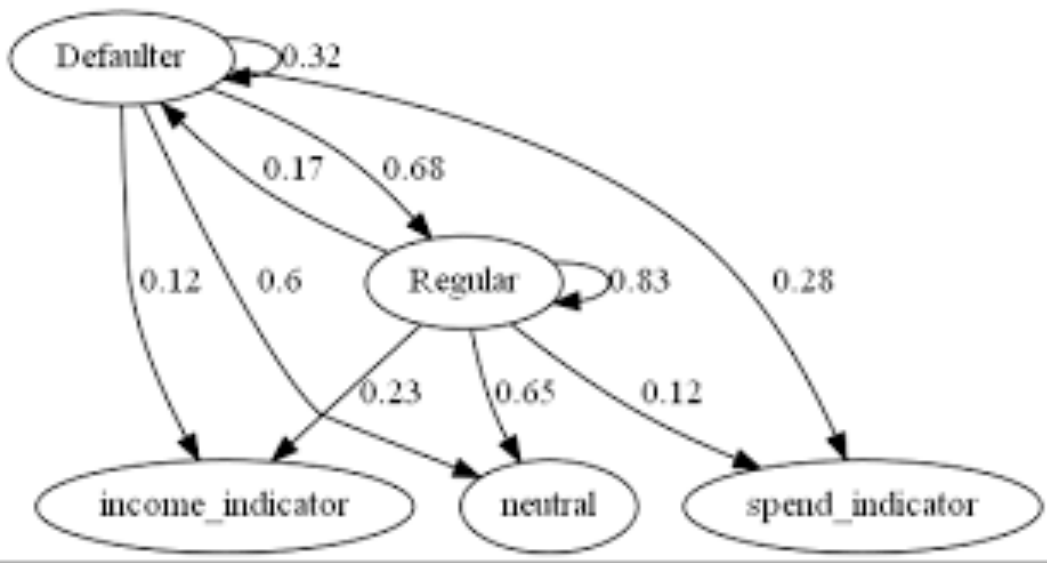 Defaulter
0.32
0.17
0.68
0.12
0.6
Regular
0.83
0.28
0.23
0.65
0.12
income_indicator
neutral
spend_indicator